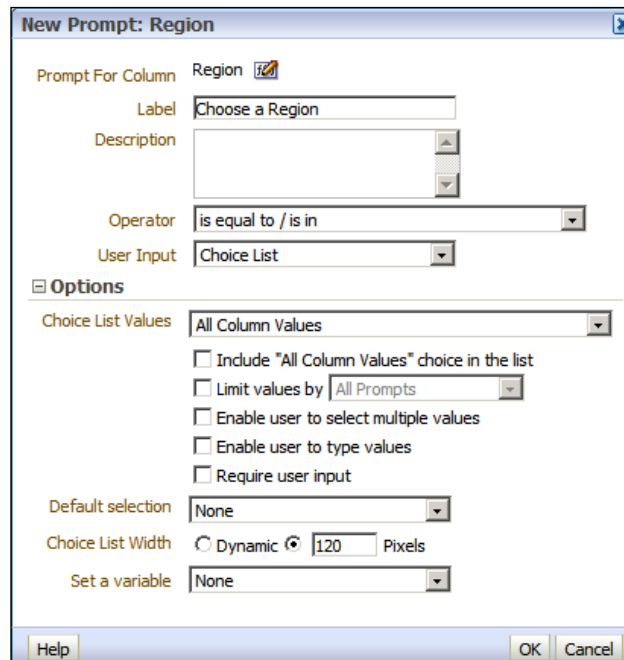 New Prompt: Region
Prompt For Column Region
Label Choose a Region
Description
Operator is equal to / is in
User Input Choice List
Options
Choice List Values All Column Values
Include "All Column Values" choice in the list
Limit values by All Prompts
Enable user to select multiple values
Enable user to type values
Require user input
Default selection None
Choice List Width Dynamic 120 Pixels
Set a variable None
Help OK Cancel